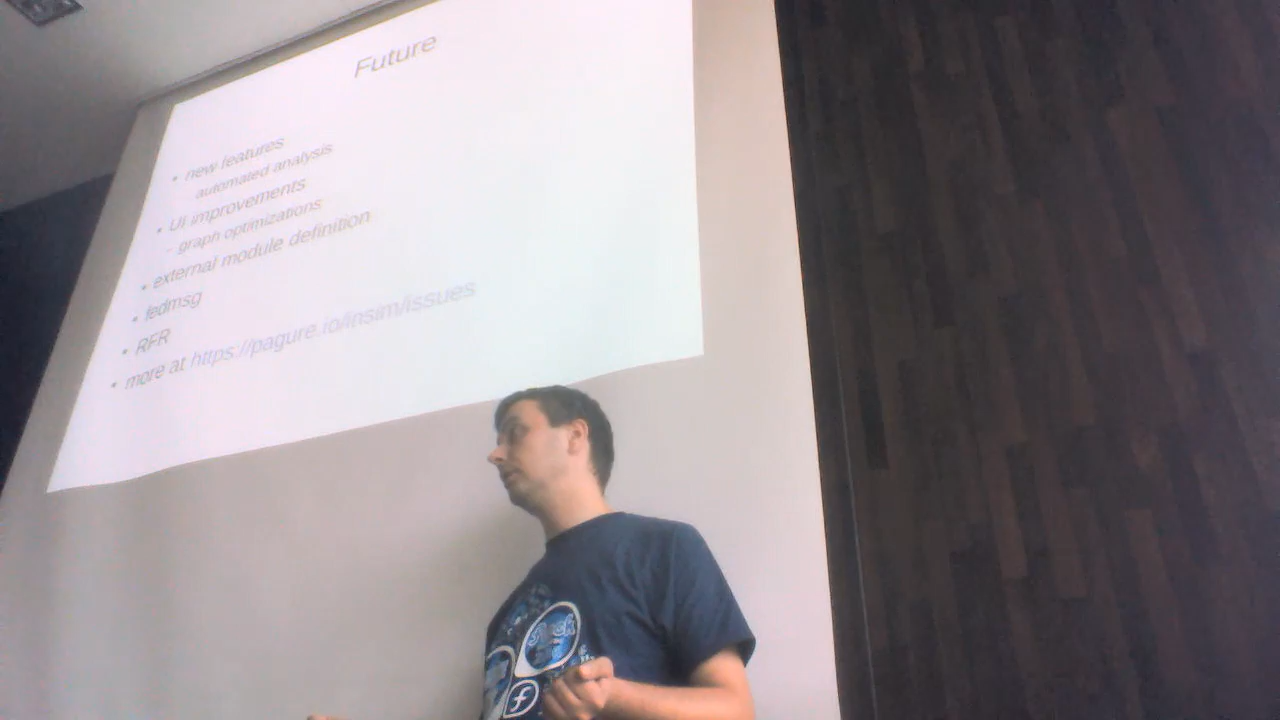 Future
• new features
automated analysis
• UI improvements
– graph optimizations
• external module definition
• fedmsg
• RFR
• more at https://pagure.io/insim/issues